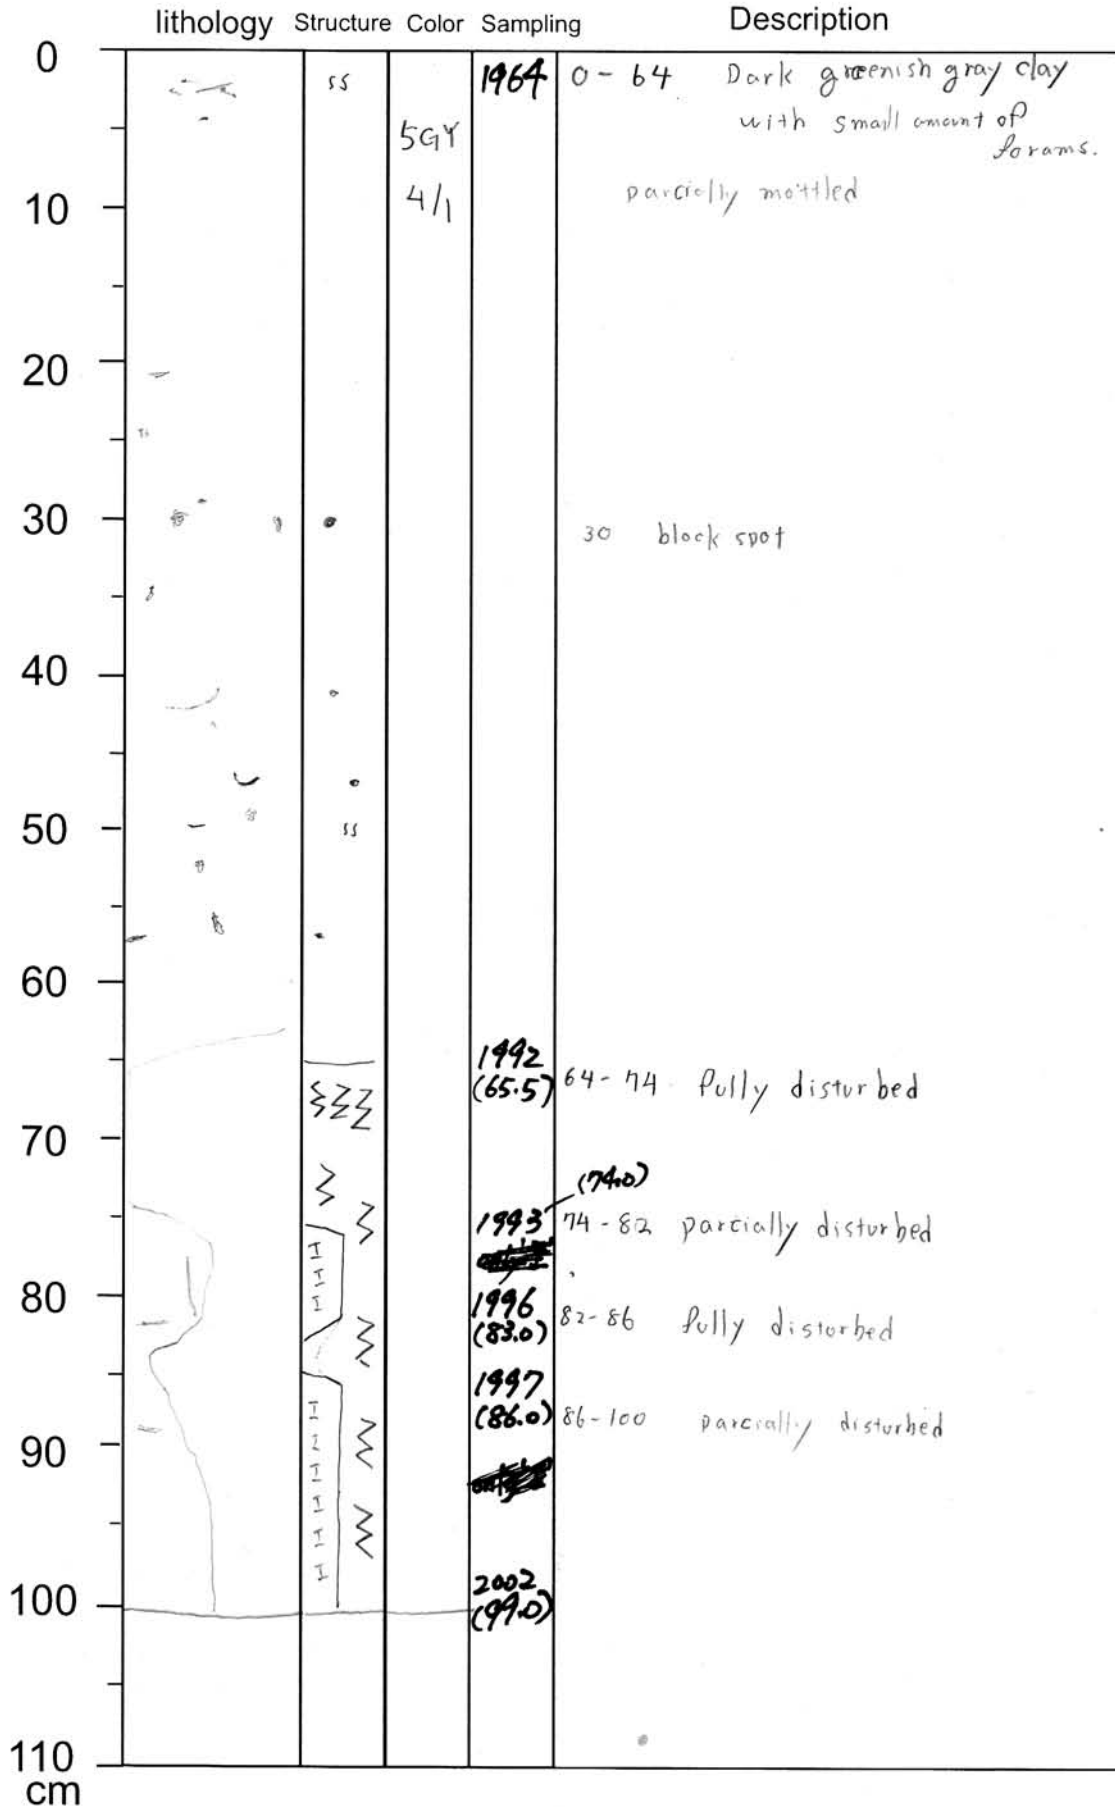 lithology Structure Color Sampling Description
0
ss
1964
0 - 64 Dark greenish gray clay
with small amount of
forams.
5GY
4/1
10
parcially mottled
20
30
30 block spot
40
50
ss
60
1992
(65.5)
64 - 74 fully disturbed
70
(74.0)
1993
74 - 82 parcially disturbed
80
1996
(83.0)
82 - 86 fully disturbed
1997
(86.0)
86 - 100 parcially disturbed
90
2002
(99.0)
100
110
cm